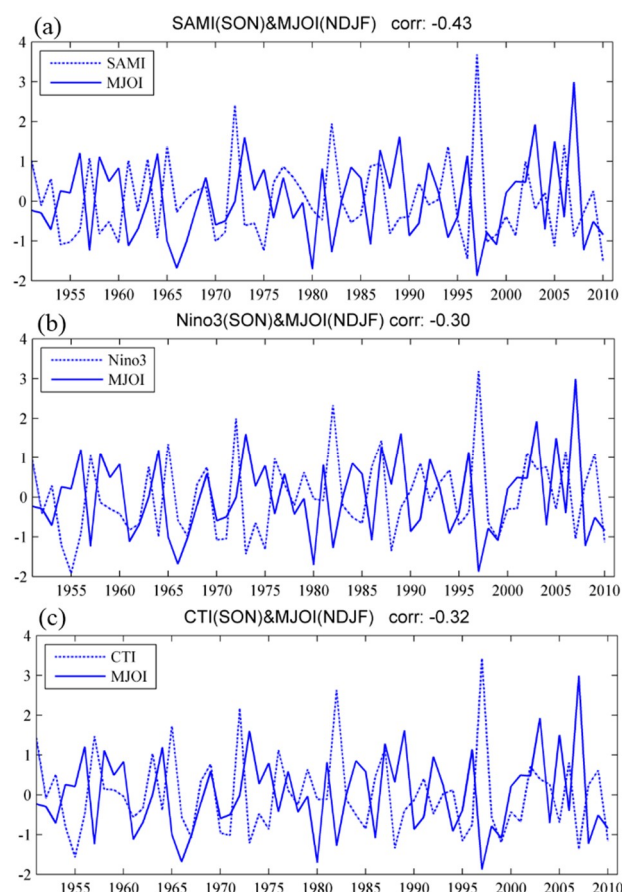 (a)
SAMI(SON)&MJOI(NDJF) corr: -0.43
4
3
2
1
0
-1
-2
SAMI
MJOI
1955 1960 1965 1970 1975 1980 1985 1990 1995 2000 2005 2010
(b)
Nino3(SON)&MJOI(NDJF) corr: -0.30
4
3
2
1
0
-1
-2
Nino3
MJOI
1955 1960 1965 1970 1975 1980 1985 1990 1995 2000 2005 2010
(c)
CTI(SON)&MJOI(NDJF) corr: -0.32
4
3
2
1
0
-1
-2
CTI
MJOI
1955 1960 1965 1970 1975 1980 1985 1990 1995 2000 2005 2010